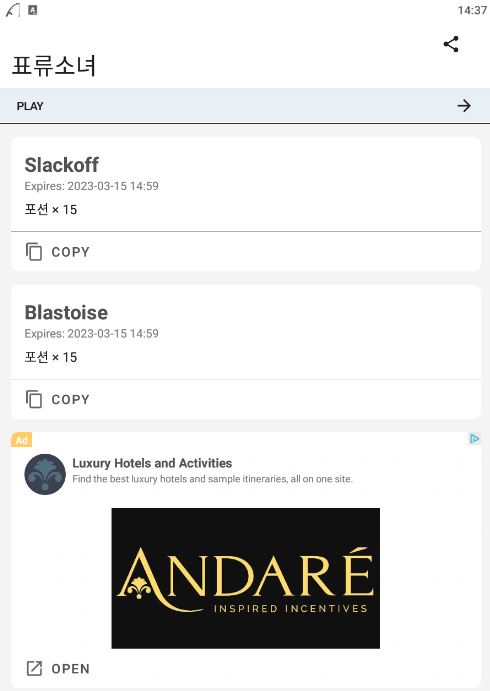 14:37
표류소녀
PLAY
Slackoff
Expires: 2023-03-15 14:59
포션 × 15
COPY
Blastoise
Expires: 2023-03-15 14:59
포션 × 15
COPY
Ad
Luxury Hotels and Activities
Find the best luxury hotels and sample itineraries, all on one site.
ANDARÉ
INSPIRED INCENTIVES
OPEN